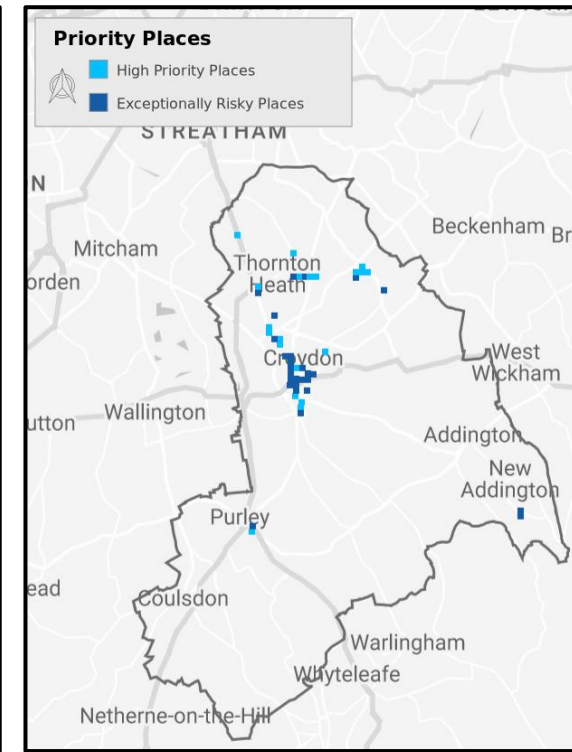 Priority Places
High Priority Places
Exceptionally Risky Places
STREATHAM
N
Beckenham
Br
Mitcham
Thornton
Heath
orden
Croydon
West
Wickham
Wallington
utton
Addington
New
Addington
Purley
ead
Coulsdon
Warlingham
Whyteleafe
Netherne-on-the-Hill